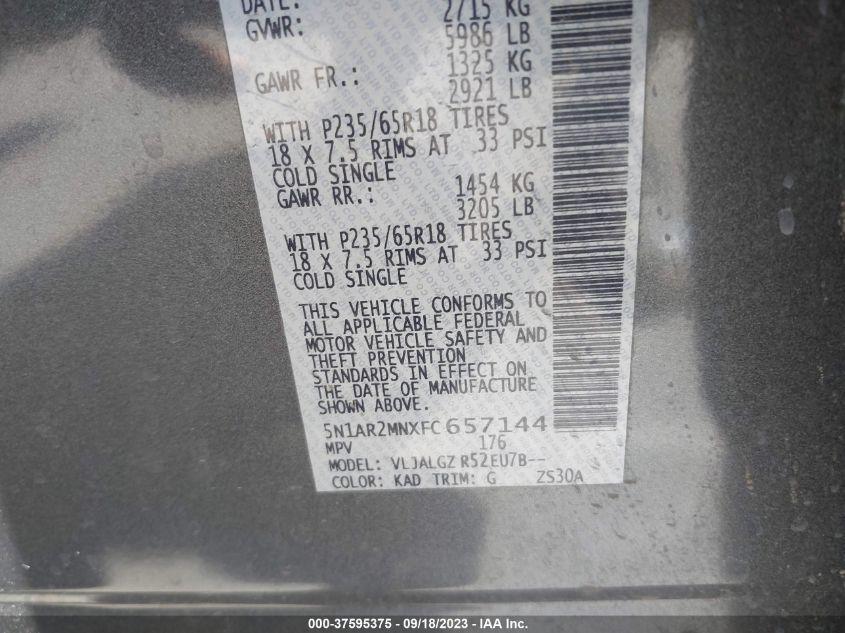 DATE: 2715 KG
GVWR: 5986 LB
1325 KG
GAWR FR.: 2921 LB
WITH P235/65R18 TIRES
18 X 7.5 RIMS AT 33 PSI
COLD SINGLE
1454 KG
GAWR RR.: 3205 LB
WITH P235/65R18 TIRES
18 X 7.5 RIMS AT 33 PSI
COLD SINGLE
THIS VEHICLE CONFORMS TO
ALL APPLICABLE FEDERAL
MOTOR VEHICLE SAFETY AND
THEFT PREVENTION
STANDARDS IN EFFECT ON
THE DATE OF MANUFACTURE
SHOWN ABOVE.
5N1AR2MNXFC657144
MPV 176
MODEL: VLJALGZ R52EU7B--
COLOR: KAD TRIM: G ZS30A
000-37595375 - 09/18/2023 - IAA Inc.